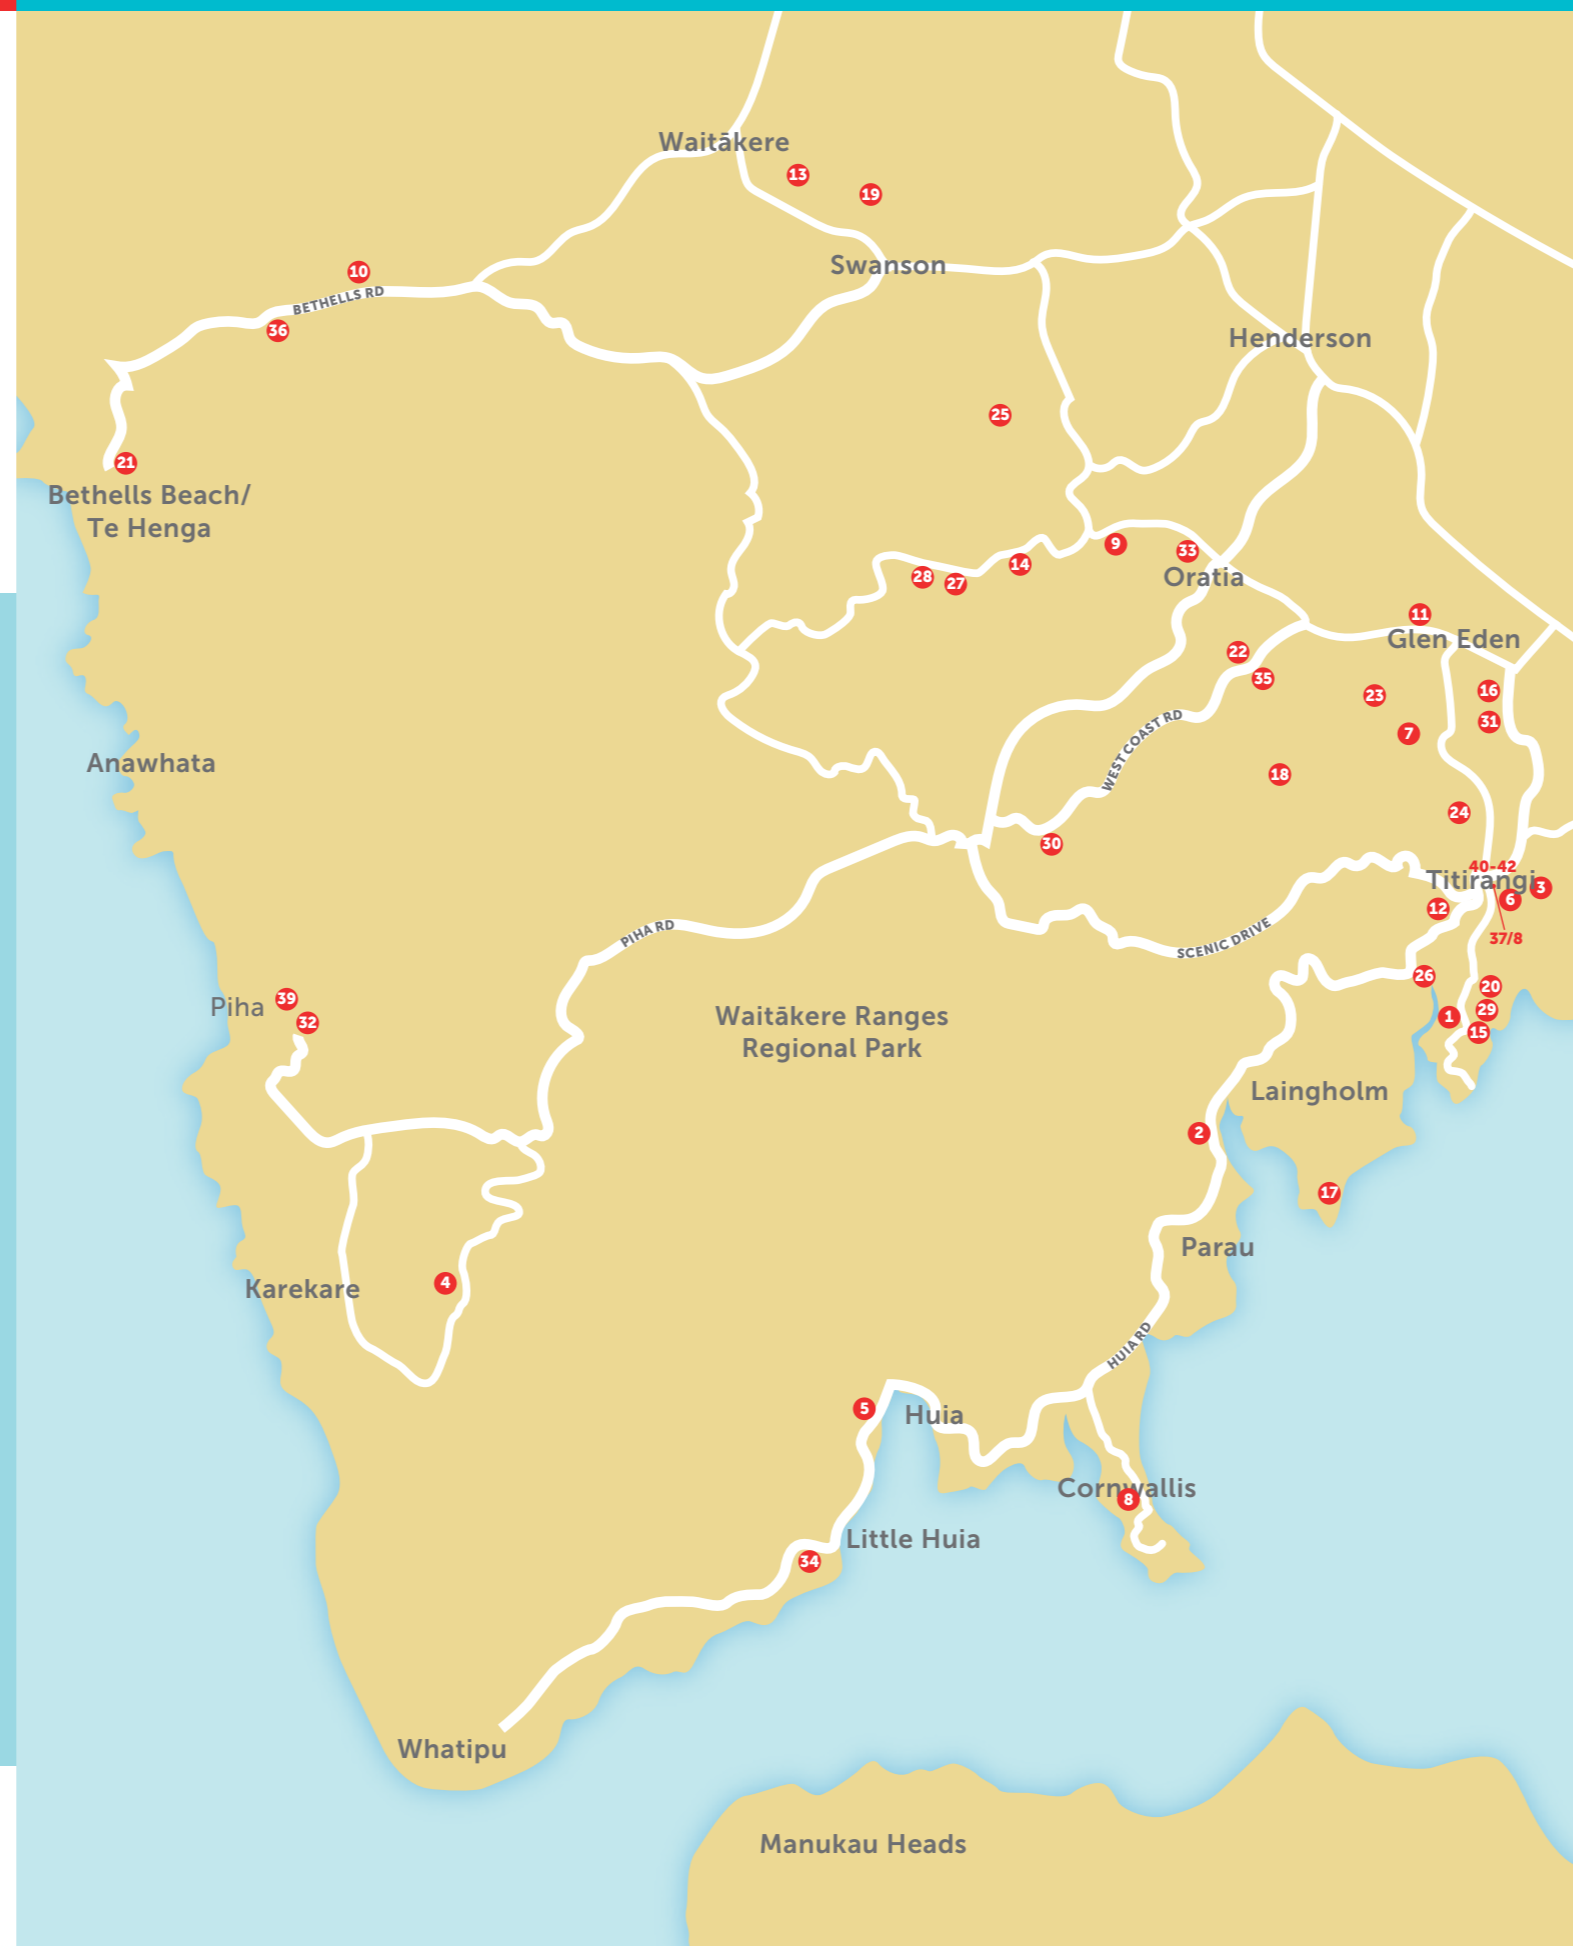 Waitākere
13
19
Swanson
10
BETHELLS RD
36
Henderson
25
21
Bethells Beach/
Te Henga
9
33
14
28
27
Oratia
11
Glen Eden
22
35
23
16
31
7
WEST COAST RD
Anawhata
18
24
30
40-42
Titirangi
3
6
12
37/8
PIHA RD
SCENIC DRIVE
26
20
39
Piha
32
29
1
15
Waitākere Ranges
Regional Park
Laingholm
2
17
Parau
4
Karekare
HUIA RD
5
Huia
Cornwallis
8
Little Huia
34
Whatipu
Manukau Heads